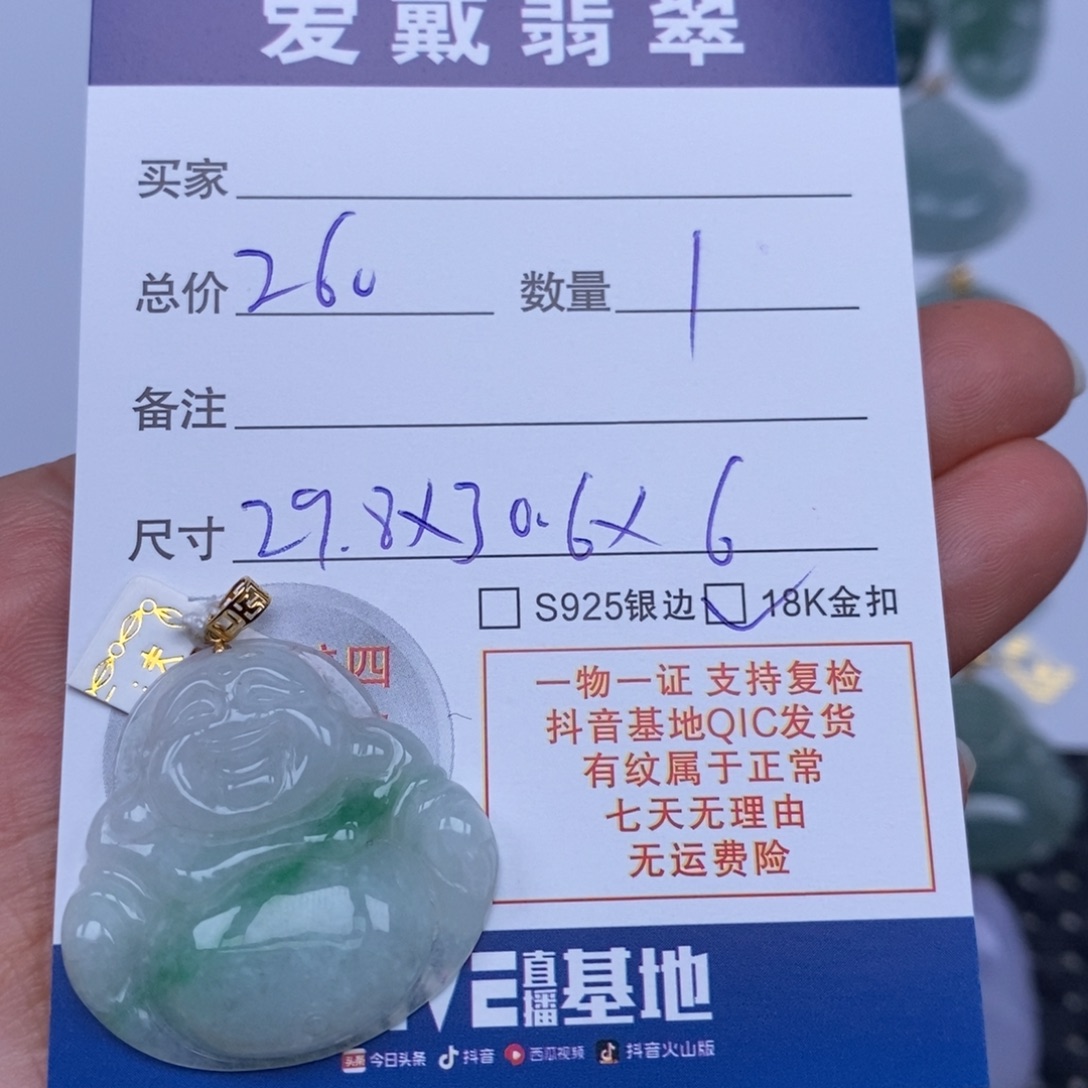 爱戴翡翠
买家
总价 260 数量 1
备注
尺寸 29.8X30.6X6
S925银边 18K金扣
四
一物一证 支持复检
抖音基地QIC发货
有纹属于正常
七天无理由
无运费险
直播基地
头条 今日头条 抖音 西瓜视频 抖音火山版